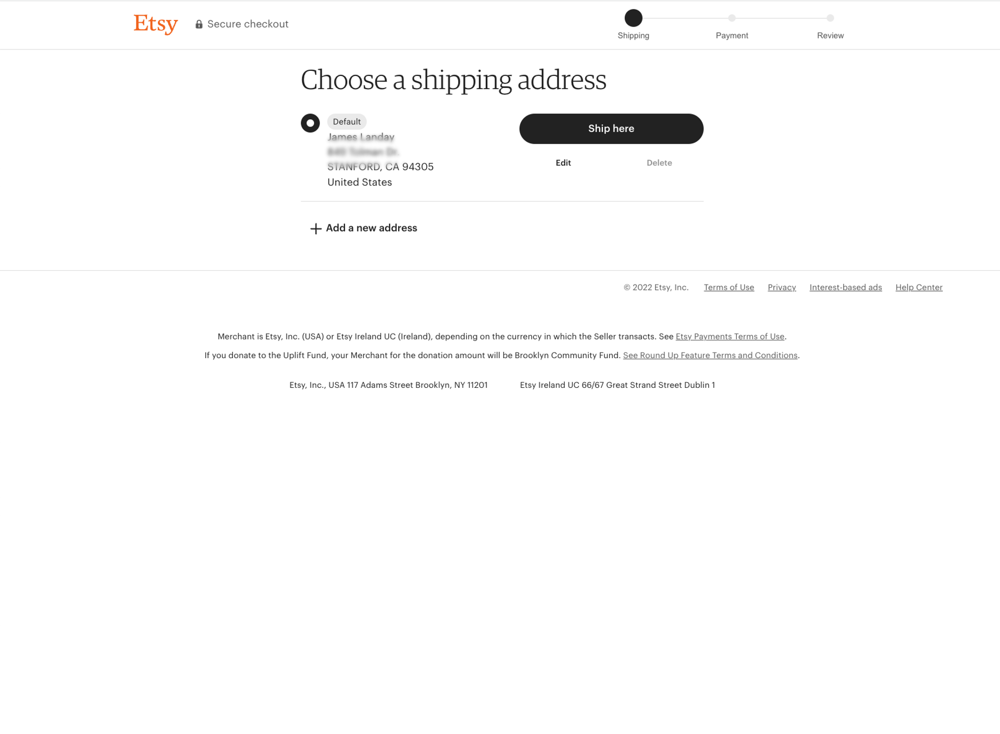 Etsy
Secure checkout
Shipping
Payment
Review
Choose a shipping address
Default
James Landay
STANFORD, CA 94305
United States
Ship here
Edit
Delete
Add a new address
© 2022 Etsy, Inc. Terms of Use Privacy Interest-based ads Help Center
Merchant is Etsy, Inc. (USA) or Etsy Ireland UC (Ireland), depending on the currency in which the Seller transacts. See Etsy Payments Terms of Use.
If you donate to the Uplift Fund, your Merchant for the donation amount will be Brooklyn Community Fund. See Round Up Feature Terms and Conditions.
Etsy, Inc., USA 117 Adams Street Brooklyn, NY 11201
Etsy Ireland UC 66/67 Great Strand Street Dublin 1